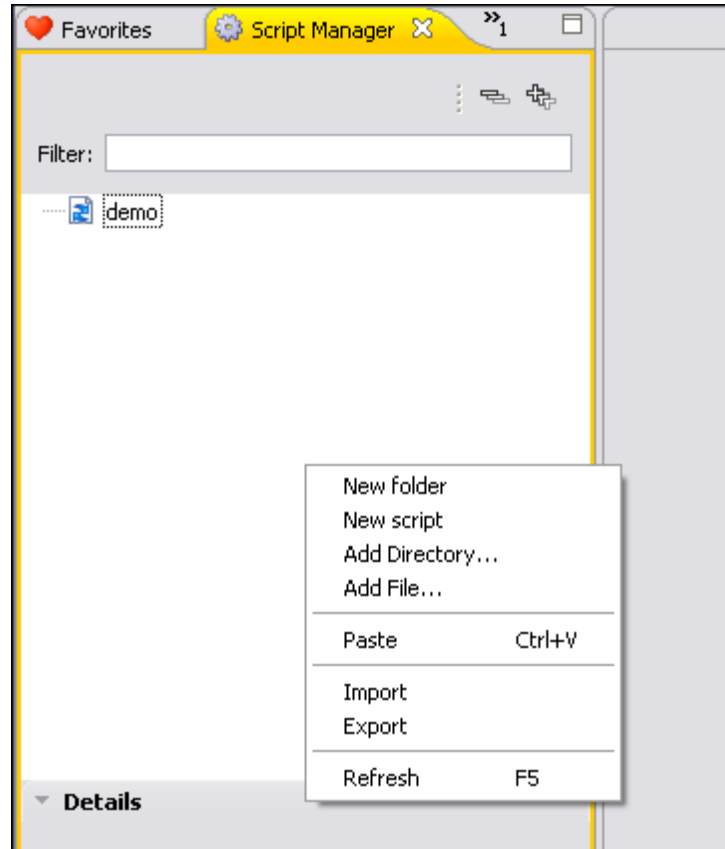 Favorites Script Manager »1
Filter:
demo
New folder
New script
Add Directory...
Add File...
Paste Ctrl+V
Import
Export
Refresh F5
Details